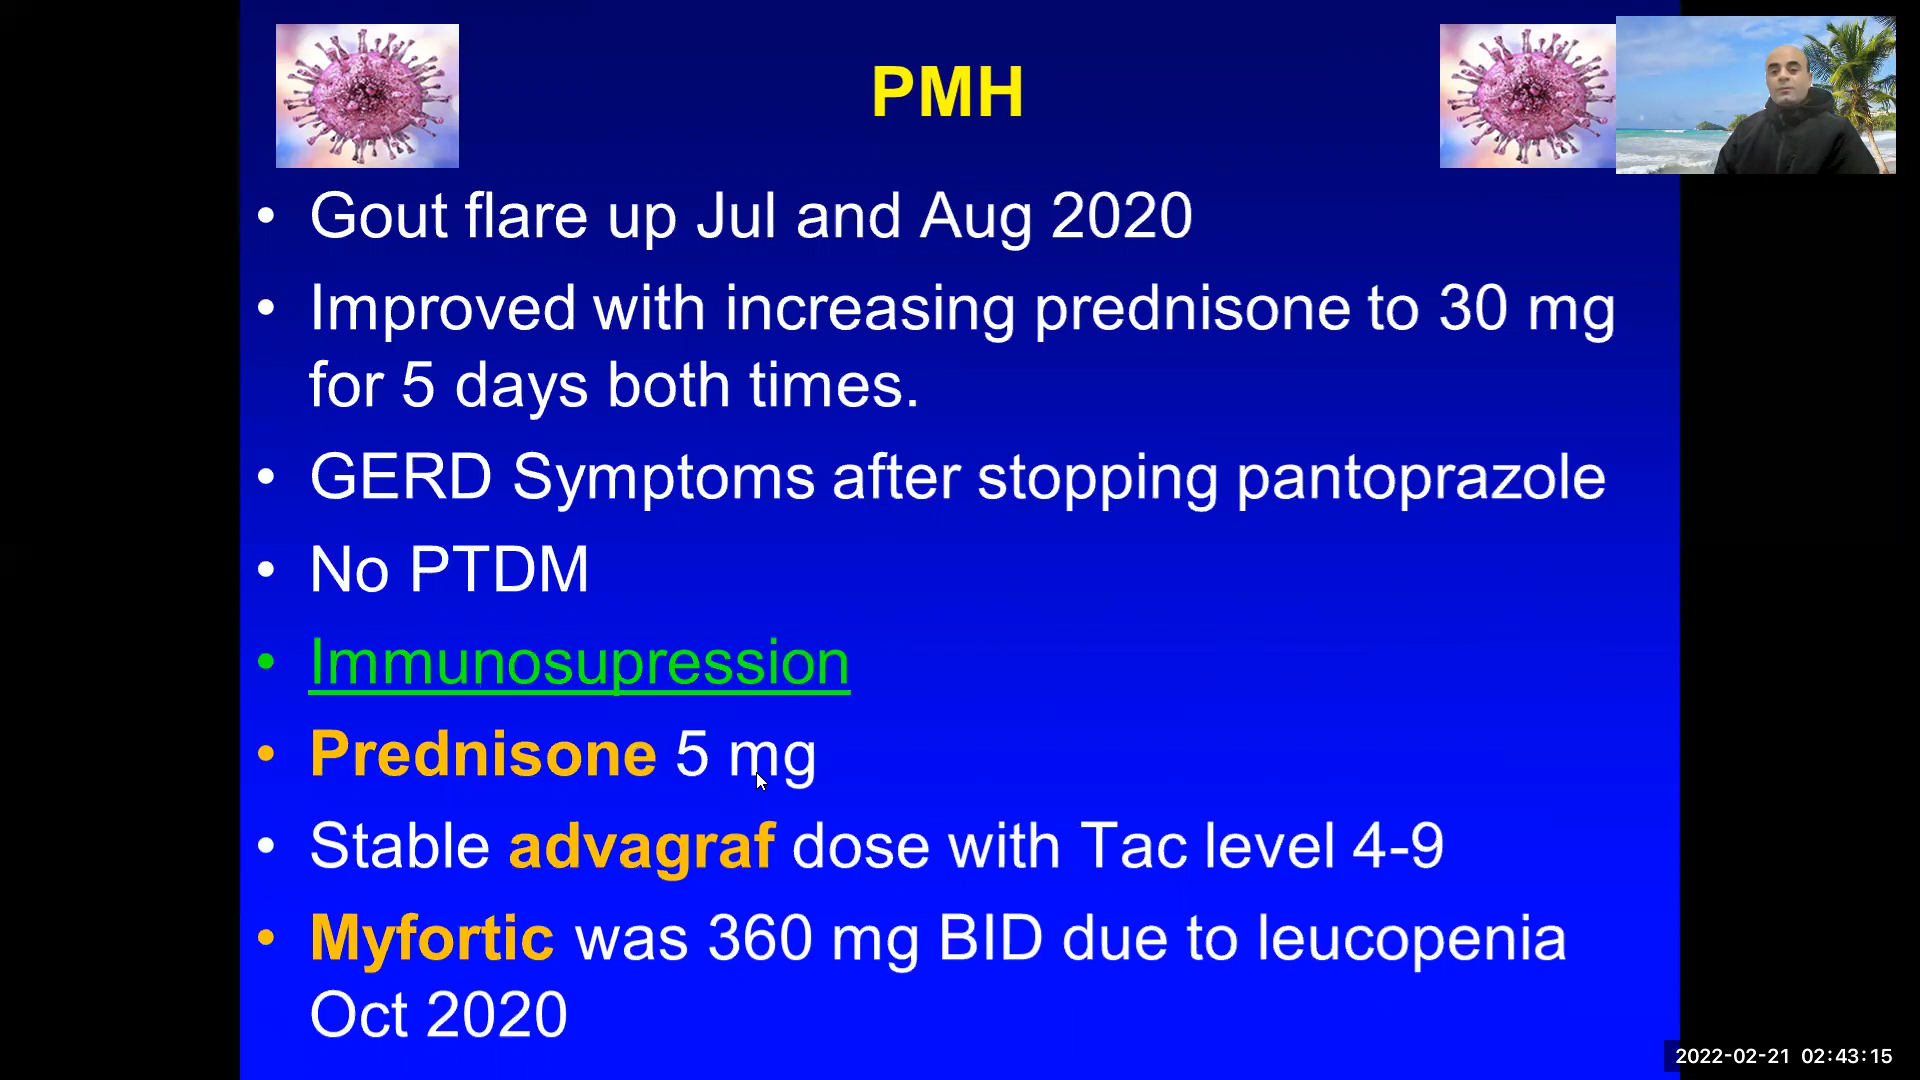 PMH
• Gout flare up Jul and Aug 2020
• Improved with increasing prednisone to 30 mg
for 5 days both times.
• GERD Symptoms after stopping pantoprazole
• No PTDM
• Immunosupression
• Prednisone 5 mg
• Stable advagraf dose with Tac level 4-9
• Myfortic was 360 mg BID due to leucopenia
Oct 2020
2022-02-21 02:43:15